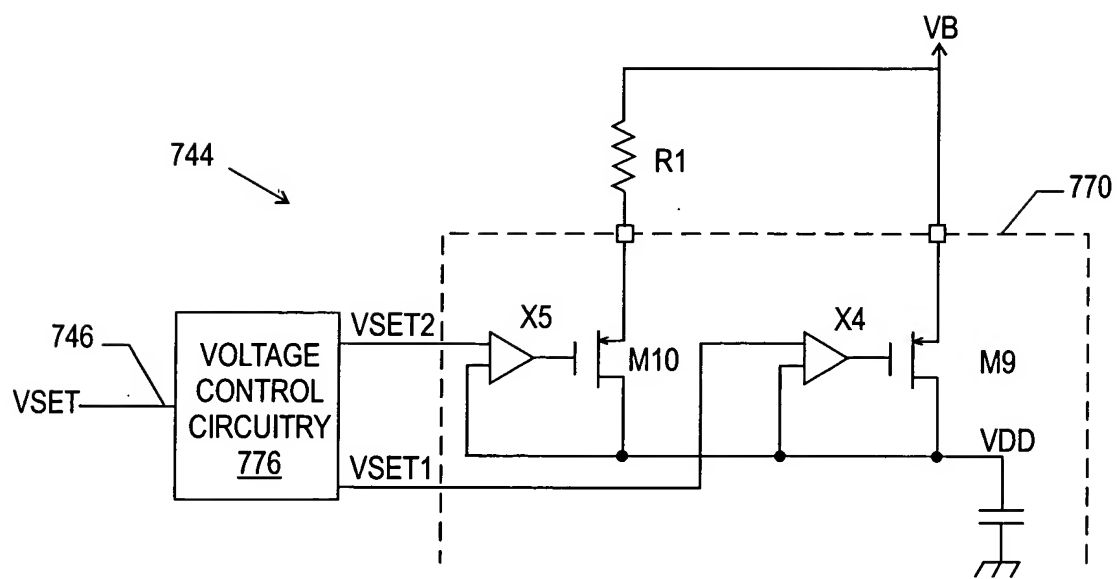 VB
744
R1
770
746
VSET2
X5
X4
VOLTAGE
CONTROL
CIRCUITRY
776
M10
M9
VSET
VDD
VSET1